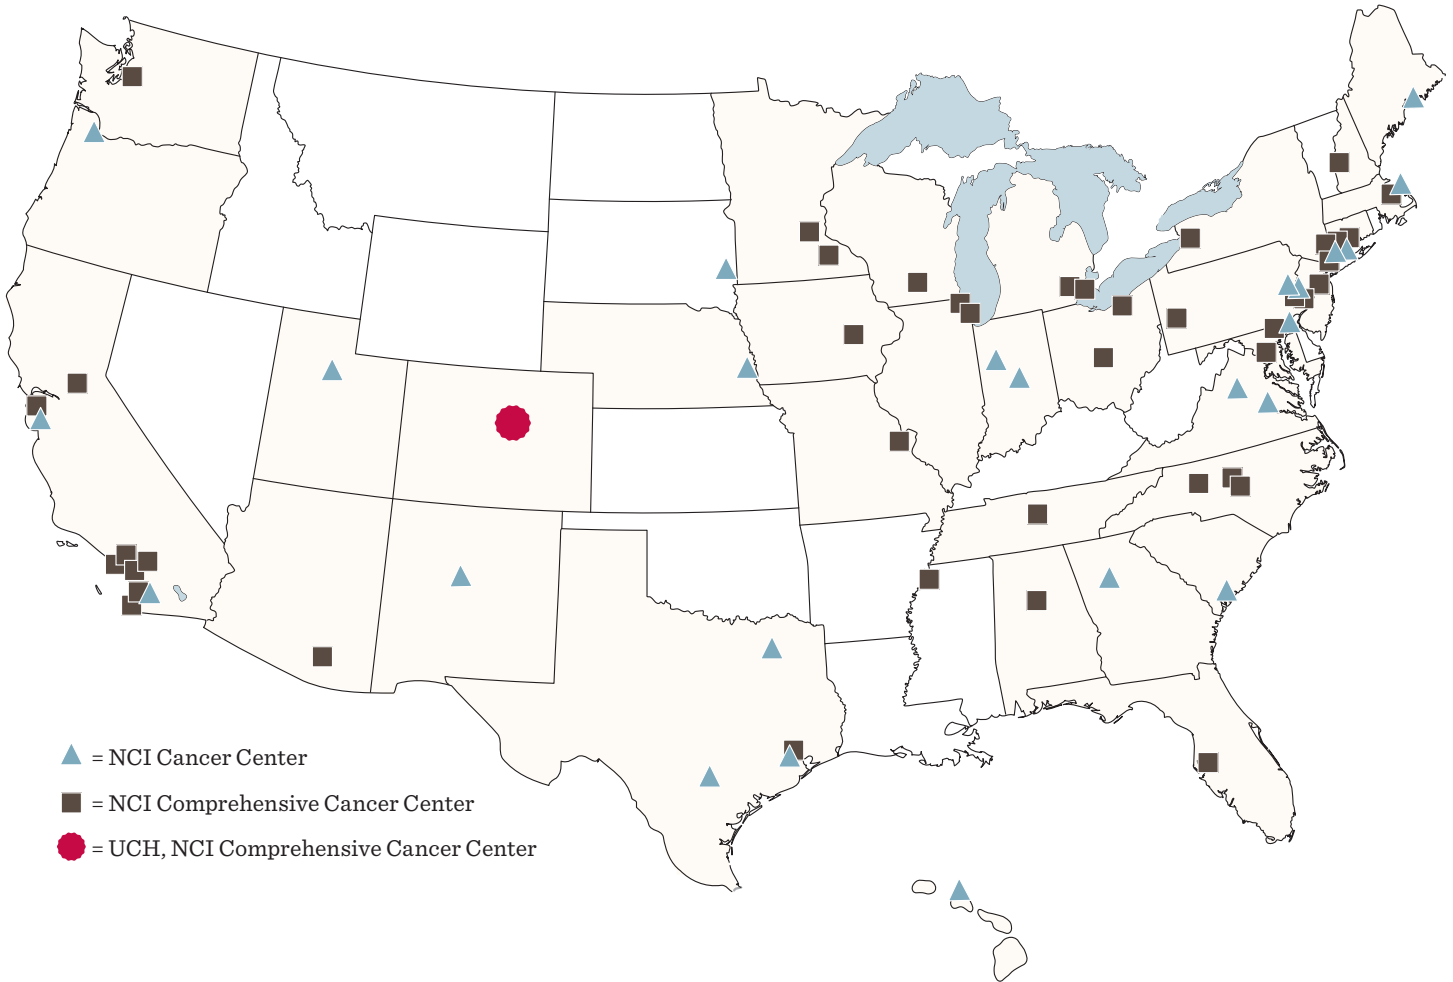 = NCI Cancer Center
= NCI Comprehensive Cancer Center
= UCH, NCI Comprehensive Cancer Center